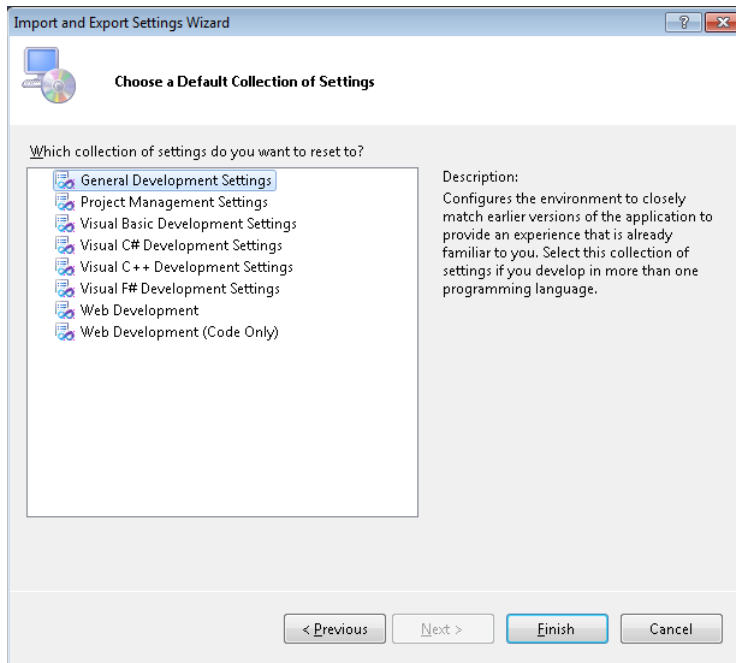 Import and Export Settings Wizard
Choose a Default Collection of Settings
Which collection of settings do you want to reset to?
General Development Settings
Project Management Settings
Visual Basic Development Settings
Visual C# Development Settings
Visual C++ Development Settings
Visual F# Development Settings
Web Development
Web Development (Code Only)
Description:
Configures the environment to closely
match earlier versions of the application to
provide an experience that is already
familiar to you. Select this collection of
settings if you develop in more than one
programming language.
< Previous
Next >
Finish
Cancel